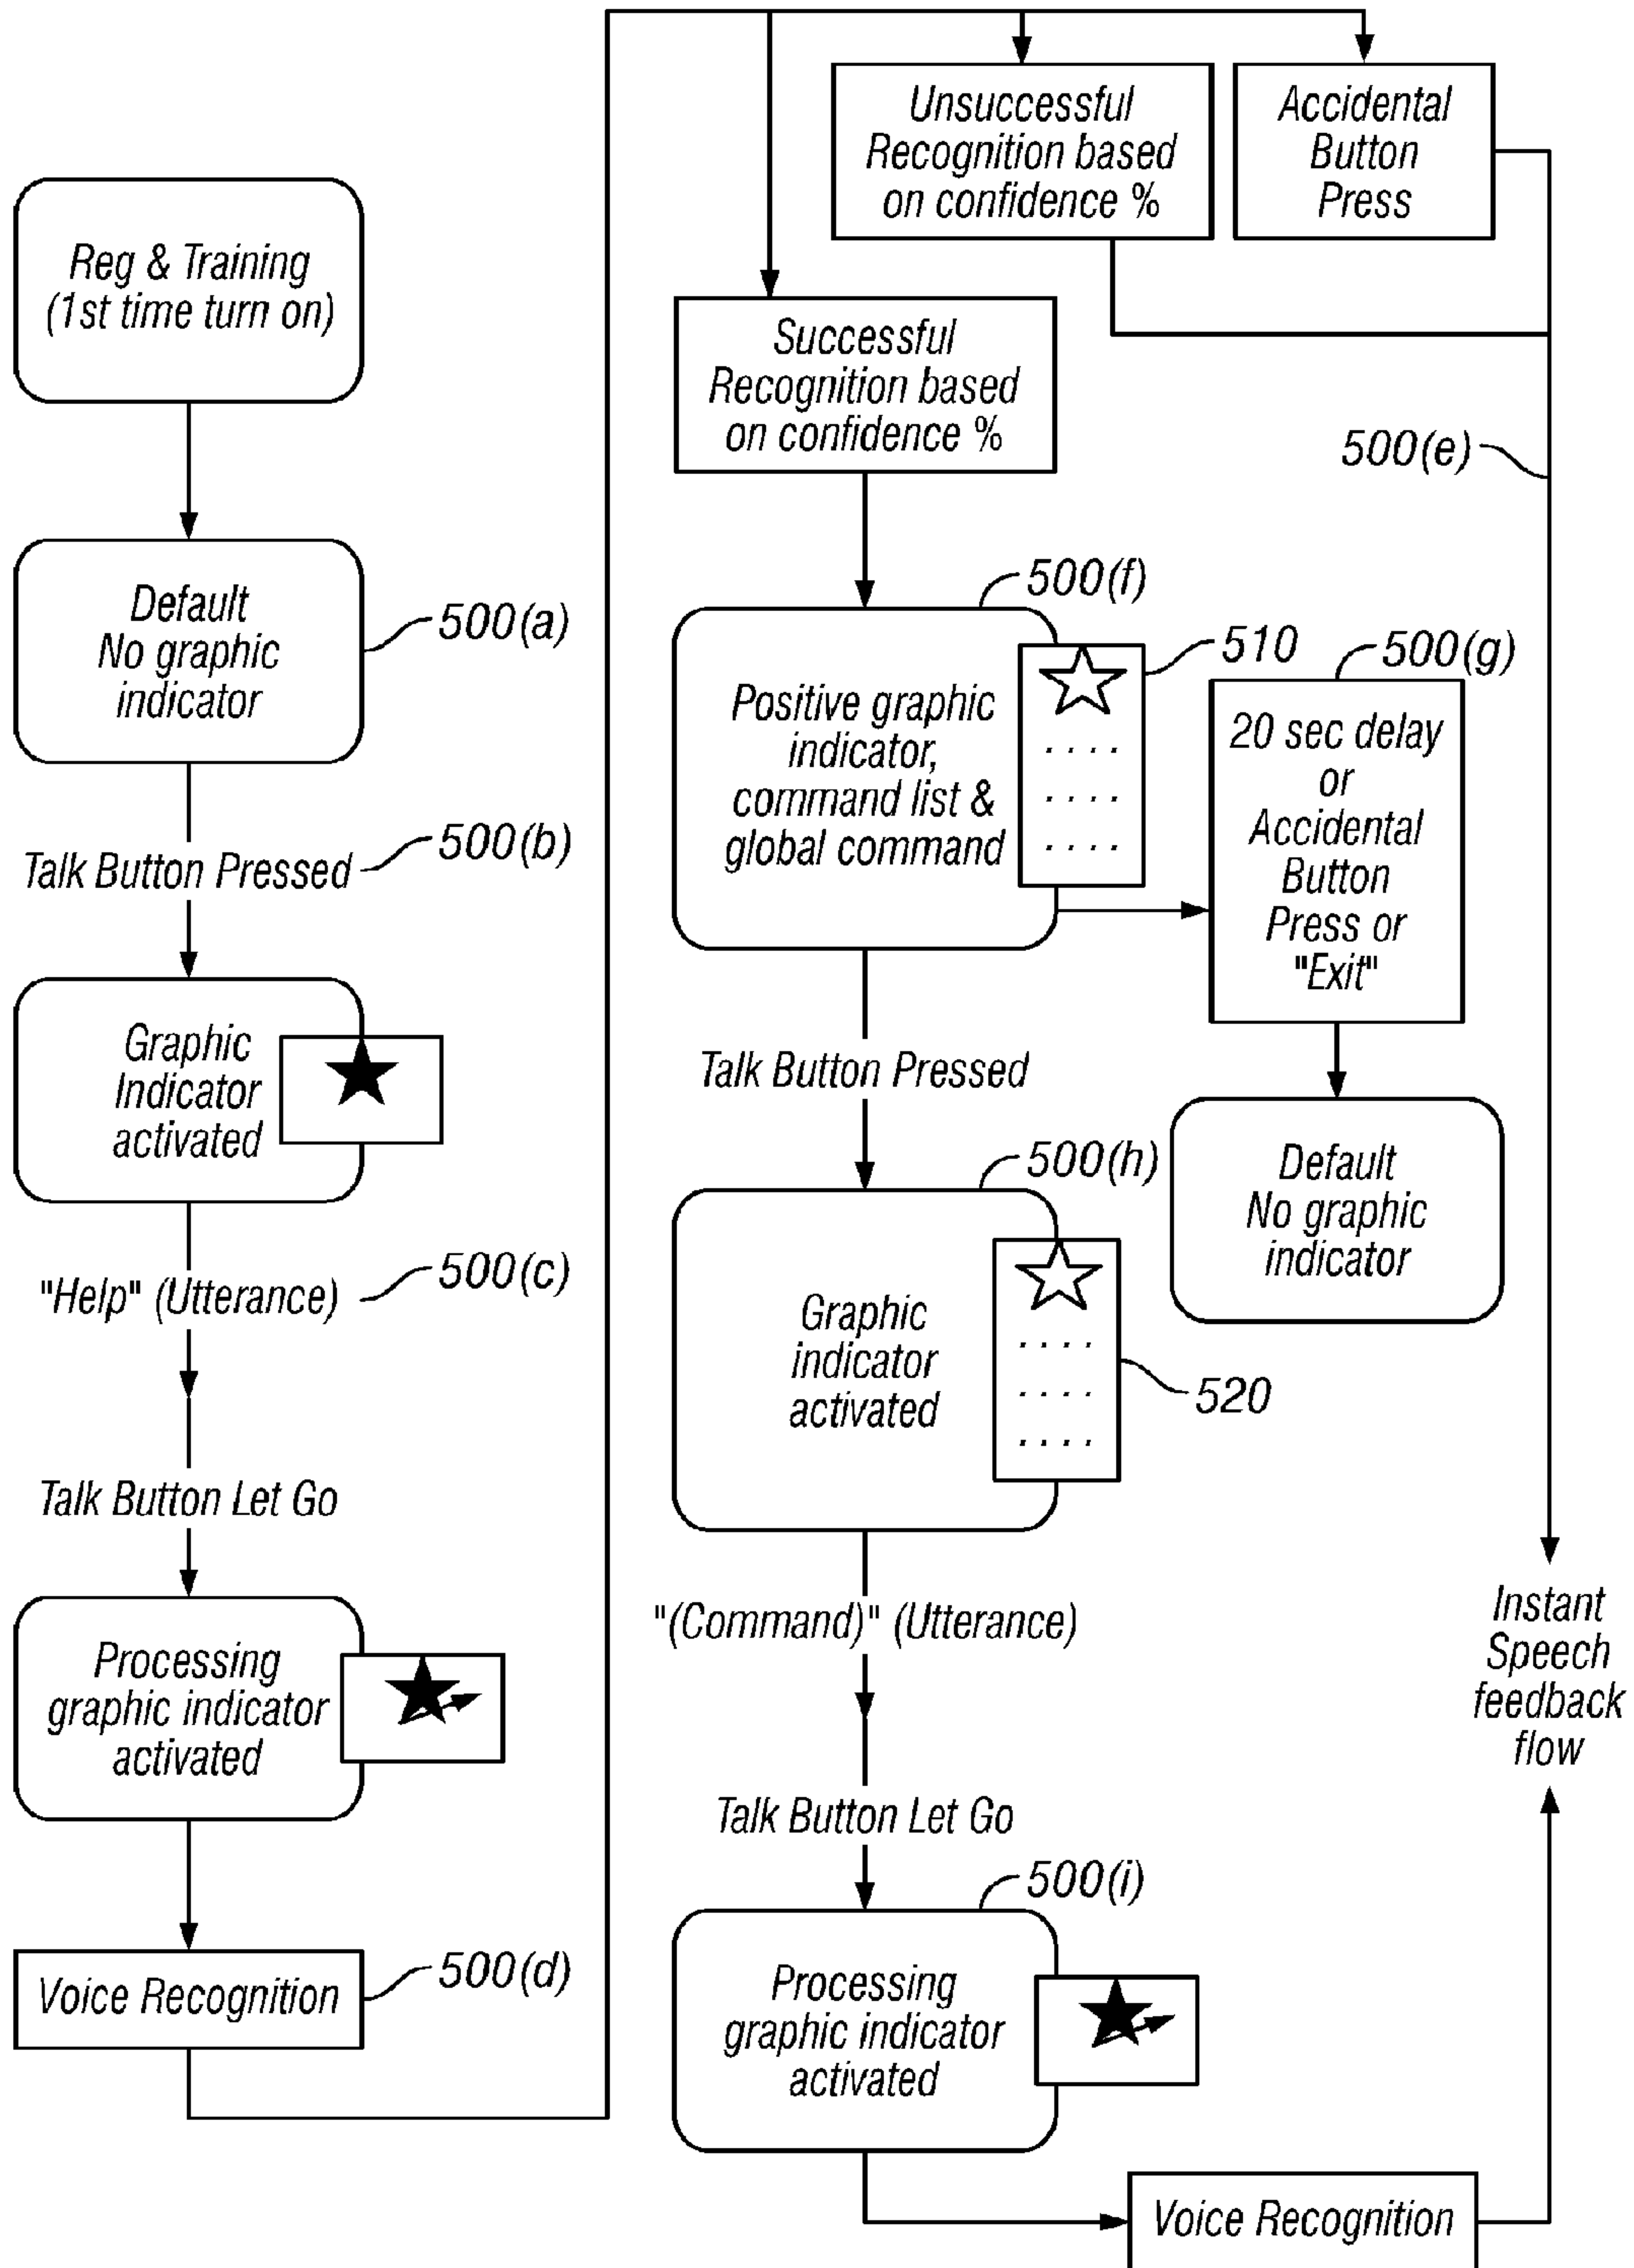 Reg & Training
(1st time turn on)
Default
No graphic
indicator
500(a)
Talk Button Pressed
500(b)
Graphic
Indicator
activated
"Help" (Utterance)
500(c)
Talk Button Let Go
Processing
graphic indicator
activated
Voice Recognition
500(d)
Unsuccessful
Recognition based
on confidence %
Accidental
Button
Press
Successful
Recognition based
on confidence %
500(e)
500(f)
Positive graphic
indicator,
command list &
global command
510
500(g)
20 sec delay
or
Accidental
Button
Press or
"Exit"
Default
No graphic
indicator
Talk Button Pressed
500(h)
Graphic
indicator
activated
520
"(Command)" (Utterance)
Talk Button Let Go
500(i)
Processing
graphic indicator
activated
Voice Recognition
Instant
Speech
feedback
flow